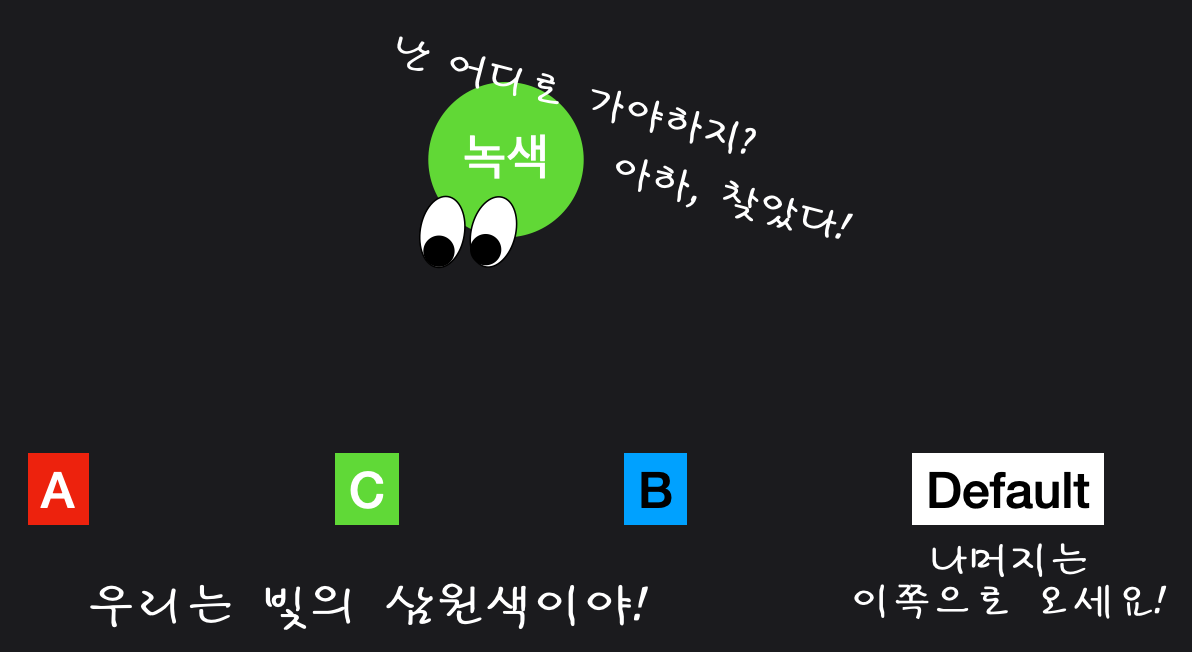 난 어디로 가야하지?
녹색
아하, 찾았다!
A
C
B
Default
우리는 빛의 삼원색이야!
나머지는
이쪽으로 오세요!